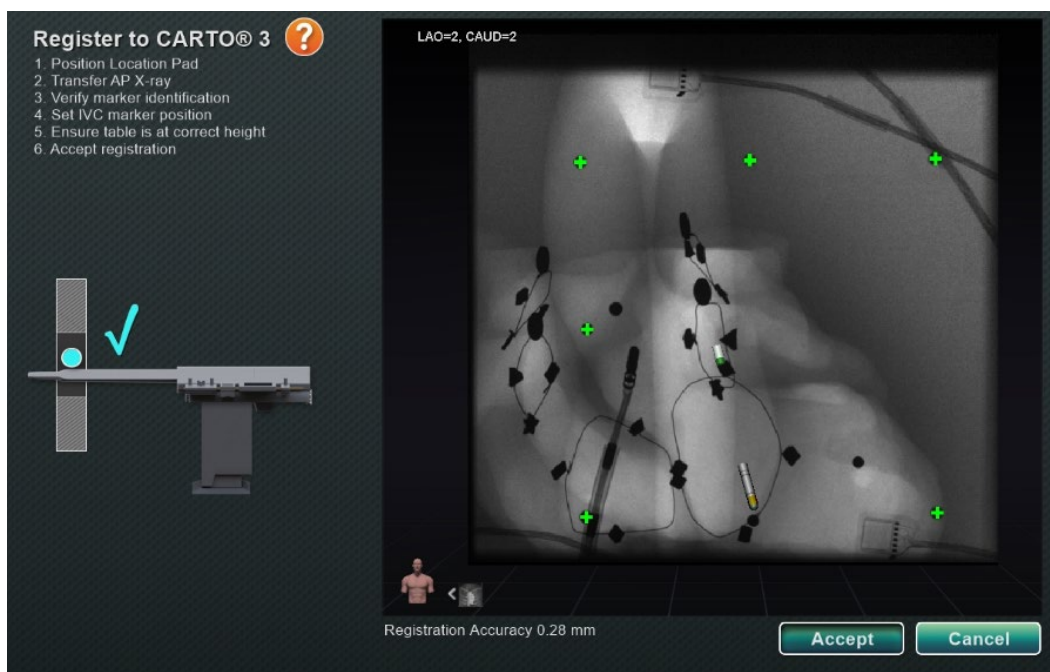 Register to CARTO® 3 ?
1. Position Location Pad
2. Transfer AP X-ray
3. Verify marker identification
4. Set IVC marker position
5. Ensure table is at correct height
6. Accept registration
LAO=2, CAUD=2
Registration Accuracy 0.28 mm
Accept
Cancel